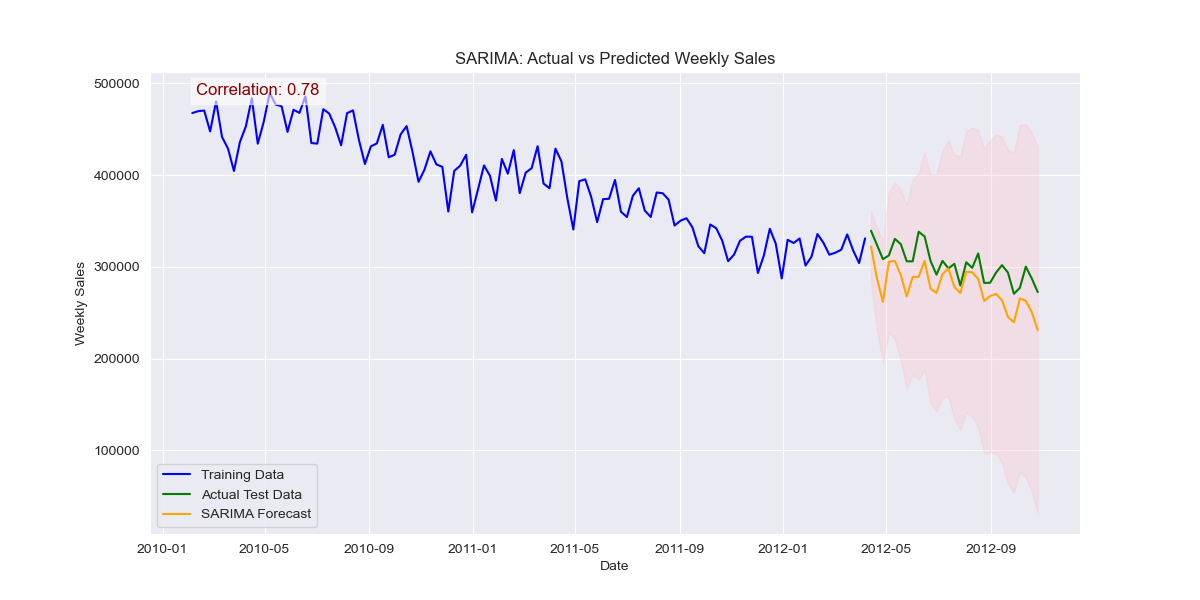 SARIMA: Actual vs Predicted Weekly Sales
Correlation: 0.78
500000
400000
300000
200000
100000
Weekly Sales
Training Data
Actual Test Data
SARIMA Forecast
2010-01 2010-05 2010-09 2011-01 2011-05 2011-09 2012-01 2012-05 2012-09
Date